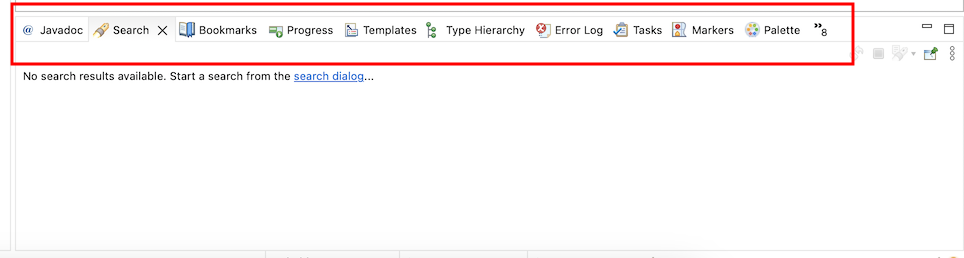 @ Javadoc Search Bookmarks Progress Templates Type Hierarchy Error Log Tasks Markers Palette »8
No search results available. Start a search from the search dialog...